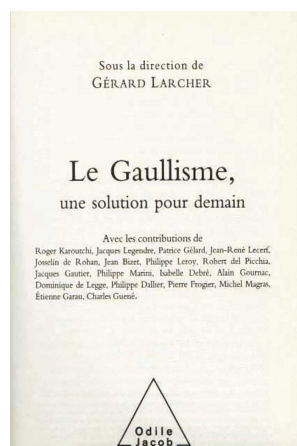 Sous la direction de
GÉRARD LARCHER
Le Gaullisme,
une solution pour demain
Avec les contributions de
Roger Karoutchi, Jacques Legendre, Patrice Gélard, Jean-René Lecerf,
Josselin de Rohan, Jean Bizet, Philippe Leroy, Robert del Picchia,
Jacques Gautier, Philippe Marini, Isabelle Debré, Alain Gournac,
Dominique de Legge, Philippe Dallier, Pierre Frogier, Michel Magras,
Étienne Garau, Charles Guené.
Odile
Jacob